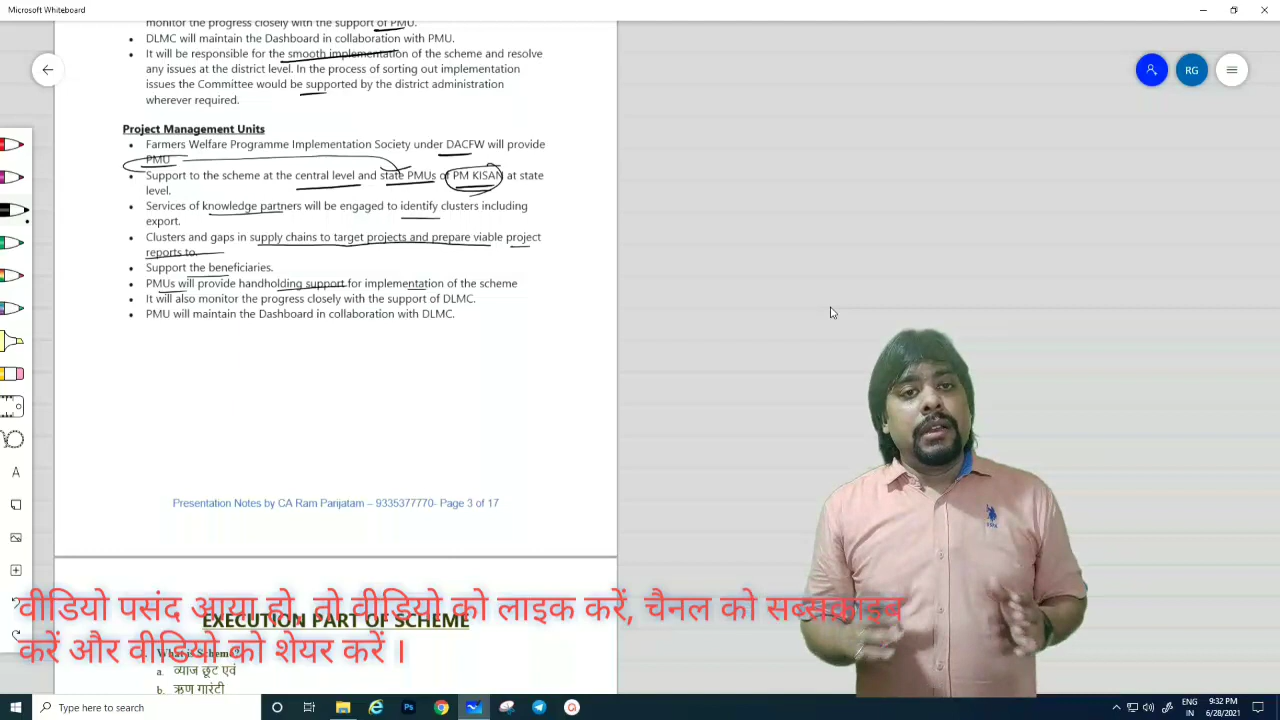 Microsoft Whiteboard
monitor the progress closely with the support of PMU.
DLMC will maintain the Dashboard in collaboration with PMU.
It will be responsible for the smooth implementation of the scheme and resolve
any issues at the district level. In the process of sorting out implementation
issues the Committee would be supported by the district administration
wherever required.
RG
Project Management Units
Farmers Welfare Programme Implementation Society under DACFW will provide
PMU
Support to the scheme at the central level and state PMUs of PM KISAN at state
level.
Services of knowledge partners will be engaged to identify clusters including
export.
Clusters and gaps in supply chains to target projects and prepare viable project
reports to.
Support the beneficiaries.
PMUs will provide handholding support for implementation of the scheme
It will also monitor the progress closely with the support of DLMC.
PMU will maintain the Dashboard in collaboration with DLMC.
Presentation Notes by CA Ram Parijatam – 9335377770- Page 3 of 17
वीडियो पसंद आया हो, तो वीडियो को लाइक करें, चैनल को सब्सक्राइब
करें और वीडियो को शेयर करें ।
EXECUTION PART OF SCHEME
What is Scheme?
a. व्याज छूट एवं
b. ऋण गारंटी
Type here to search
ENG
IN
9:32 PM
6/28/2021